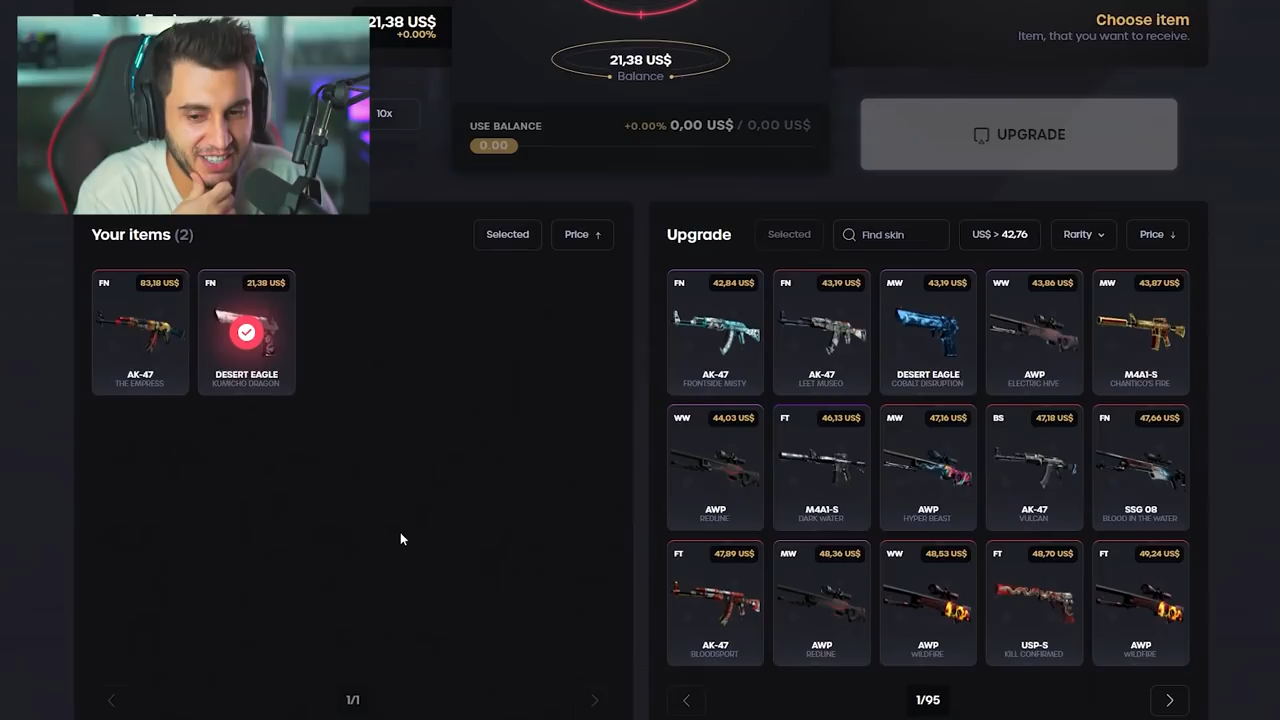 21,38 US$
+0.00%
10x
21,38 US$
Balance
USE BALANCE
+0.00% 0,00 US$ / 0,00 US$
0.00
Choose item
Item, that you want to receive.
UPGRADE
Your items (2)
Selected
Price ↑
FN 83,18 US$
AK-47
THE EMPRESS
FN 21,38 US$
DESERT EAGLE
KUMICHO DRAGON
1/1
Upgrade
Selected
Find skin
US$ > 42,76
Rarity
Price ↓
FN 42,84 US$
AK-47
FRONTSIDE MISTY
FN 43,19 US$
AK-47
LEET MUSEO
MW 43,19 US$
DESERT EAGLE
COBALT DISRUPTION
WW 43,86 US$
AWP
ELECTRIC HIVE
MW 43,87 US$
M4A1-S
CHANTICO'S FIRE
WW 44,03 US$
AWP
REDLINE
FT 46,13 US$
M4A1-S
DARK WATER
MW 47,16 US$
AWP
HYPER BEAST
BS 47,18 US$
AK-47
VULCAN
FN 47,66 US$
SSG 08
BLOOD IN THE WATER
FT 47,89 US$
AK-47
BLOODSPORT
MW 48,36 US$
AWP
REDLINE
WW 48,53 US$
AWP
WILDFIRE
FT 48,70 US$
USP-S
KILL CONFIRMED
FT 49,24 US$
AWP
WILDFIRE
1/95